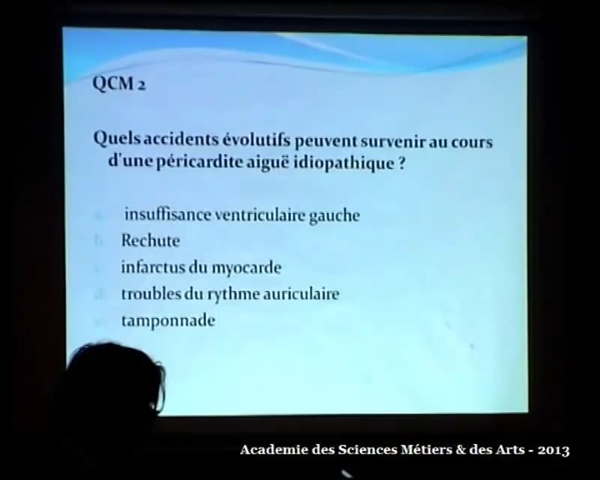 QCM 2
Quels accidents évolutifs peuvent survenir au cours
d'une péricardite aiguë idiopathique ?
a. insuffisance ventriculaire gauche
b. Rechute
c. infarctus du myocarde
d. troubles du rythme auriculaire
e. tamponnade
Academie des Sciences Métiers & des Arts - 2013